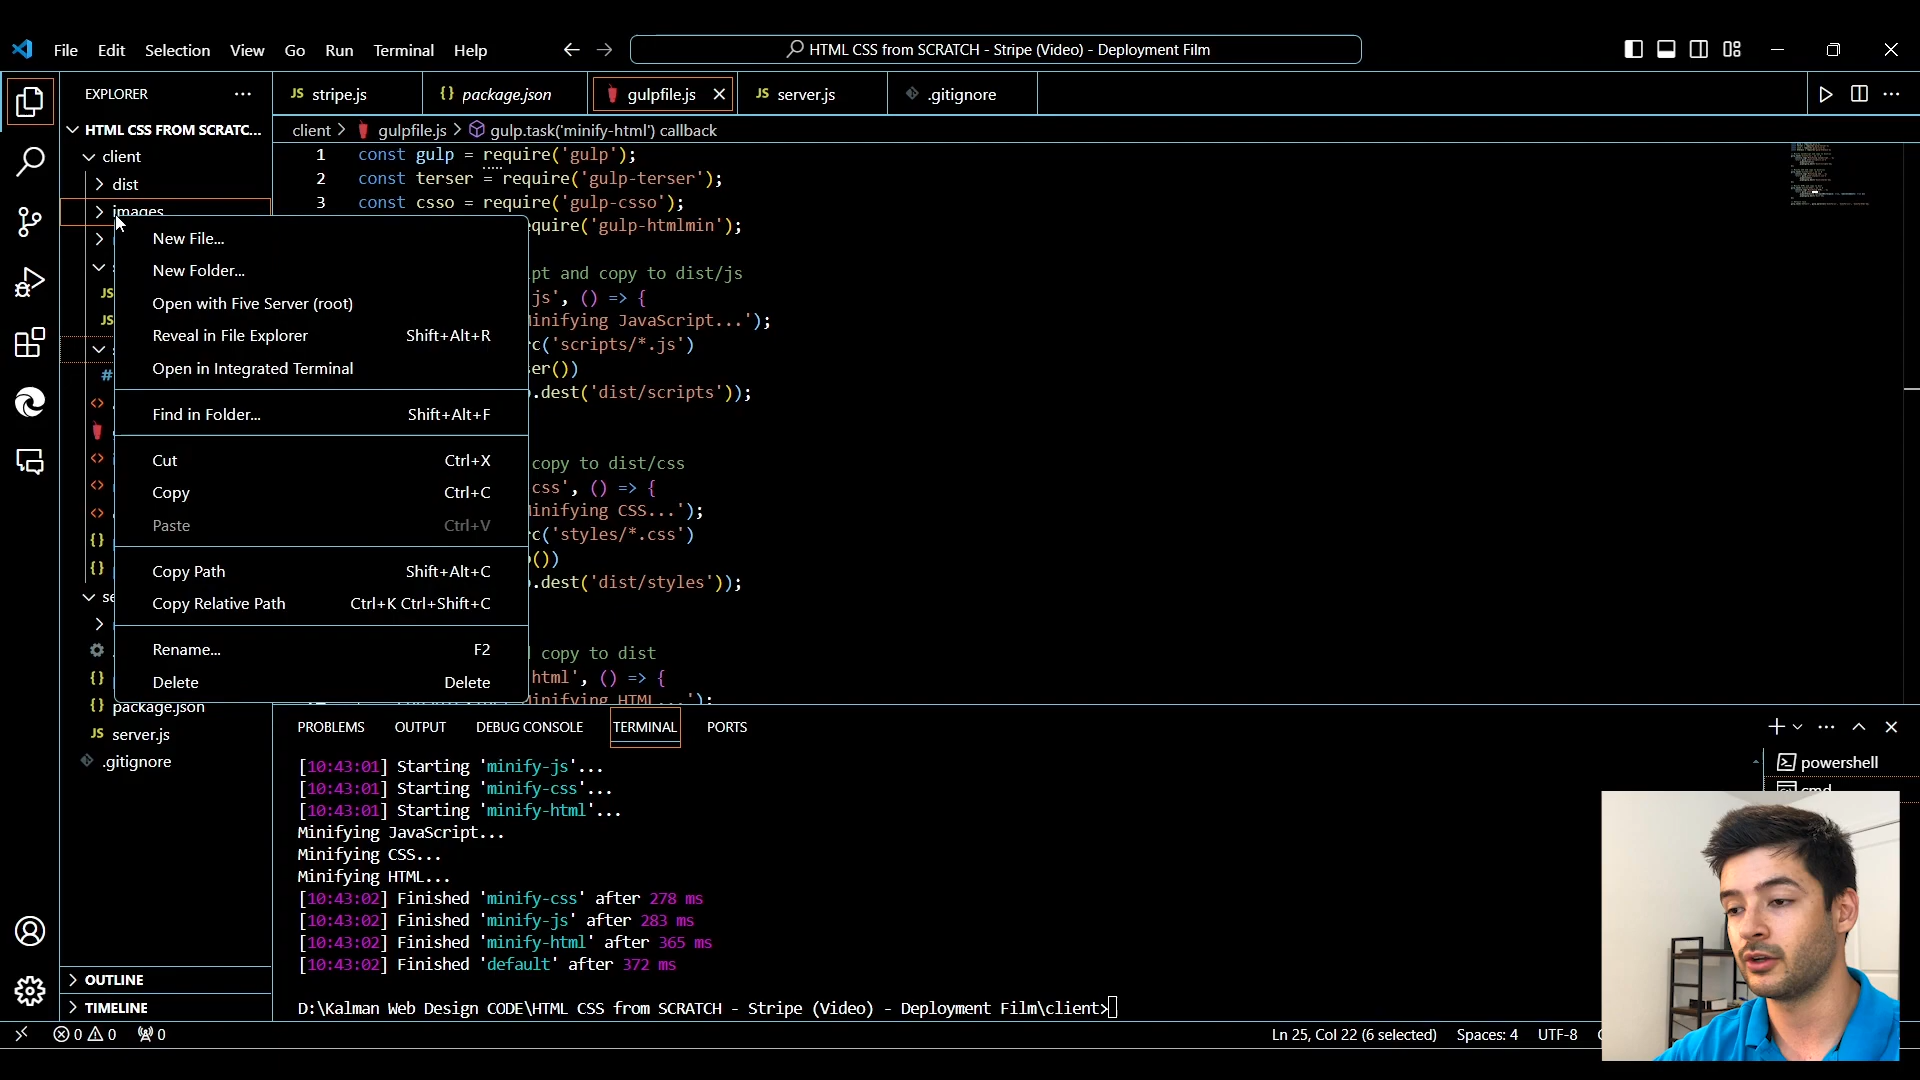 File Edit Selection View Go Run Terminal Help
HTML CSS from SCRATCH - Stripe (Video) - Deployment Film
EXPLORER
stripe.js
package.json
gulpfile.js
server.js
.gitignore
HTML CSS FROM SCRATC...
client > gulpfile.js > gulp.task('minify-html') callback
client
dist
images
1 const gulp = require('gulp');
2 const terser = require('gulp-terser');
3 const csso = require('gulp-csso');
quire('gulp-htmlmin');
pt and copy to dist/js
js', () => {
inifying JavaScript...');
rc('scripts/*.js')
ser())
.dest('dist/scripts'));
copy to dist/css
css', () => {
inifying CSS...');
rc('styles/*.css')
())
.dest('dist/styles'));
copy to dist
html', () => {
inifying HTML...');
New File...
New Folder...
Open with Five Server (root)
Reveal in File Explorer Shift+Alt+R
Open in Integrated Terminal
Find in Folder... Shift+Alt+F
Cut Ctrl+X
Copy Ctrl+C
Paste Ctrl+V
Copy Path Shift+Alt+C
Copy Relative Path Ctrl+K Ctrl+Shift+C
Rename... F2
Delete Delete
package.json
server.js
.gitignore
OUTLINE
TIMELINE
PROBLEMS OUTPUT DEBUG CONSOLE TERMINAL PORTS
powershell
cmd
[10:43:01] Starting 'minify-js'...
[10:43:01] Starting 'minify-css'...
[10:43:01] Starting 'minify-html'...
Minifying JavaScript...
Minifying CSS...
Minifying HTML...
[10:43:02] Finished 'minify-css' after 278 ms
[10:43:02] Finished 'minify-js' after 283 ms
[10:43:02] Finished 'minify-html' after 365 ms
[10:43:02] Finished 'default' after 372 ms
D:\Kalman Web Design CODE\HTML CSS from SCRATCH - Stripe (Video) - Deployment Film\client>
0 0 0
Ln 25, Col 22 (6 selected) Spaces: 4 UTF-8